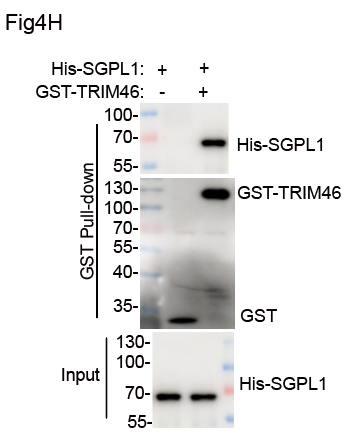 Fig4H
His-SGPL1: + +
GST-TRIM46: - +
GST Pull-down
100-
70-
55-
His-SGPL1
130-
100-
70-
55-
40-
35-
GST-TRIM46
GST
Input
130-
100-
70-
55-
His-SGPL1